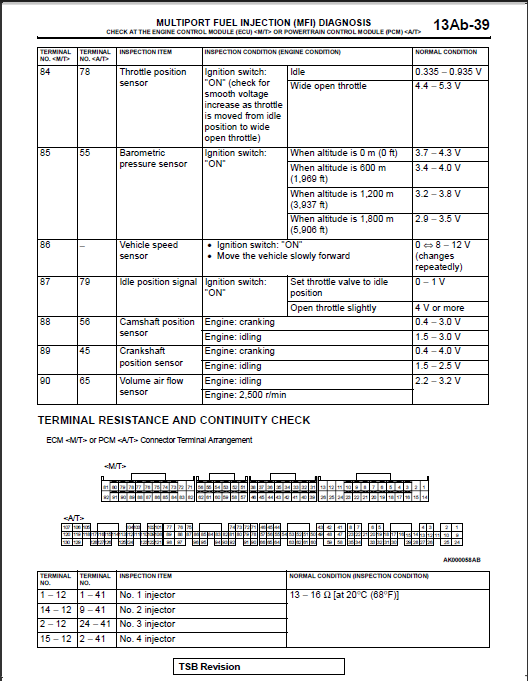 MULTIPORT FUEL INJECTION (MFI) DIAGNOSIS
CHECK AT THE ENGINE CONTROL MODULE (ECU) <M/T> OR POWERTRAIN CONTROL MODULE (PCM) <A/T>
13Ab-39
TERMINAL NO. <M/T> TERMINAL NO. <A/T> INSPECTION ITEM INSPECTION CONDITION (ENGINE CONDITION) NORMAL CONDITION
84 78 Throttle position sensor
Ignition switch: "ON" (check for smooth voltage increase as throttle is moved from idle position to wide open throttle)
Idle 0.335 – 0.935 V
Wide open throttle 4.4 – 5.3 V
85 55 Barometric pressure sensor
Ignition switch: "ON"
When altitude is 0 m (0 ft) 3.7 – 4.3 V
When altitude is 600 m (1,969 ft) 3.4 – 4.0 V
When altitude is 1,200 m (3,937 ft) 3.2 – 3.8 V
When altitude is 1,800 m (5,906 ft) 2.9 – 3.5 V
86 – Vehicle speed sensor
• Ignition switch: "ON"
• Move the vehicle slowly forward
0 ⇔ 8 – 12 V (changes repeatedly)
87 79 Idle position signal
Ignition switch: "ON"
Set throttle valve to idle position 0 – 1 V
Open throttle slightly 4 V or more
88 56 Camshaft position sensor
Engine: cranking 0.4 – 3.0 V
Engine: idling 1.5 – 3.0 V
89 45 Crankshaft position sensor
Engine: cranking 0.4 – 4.0 V
Engine: idling 1.5 – 2.5 V
90 65 Volume air flow sensor
Engine: idling 2.2 – 3.2 V
Engine: 2,500 r/min
TERMINAL RESISTANCE AND CONTINUITY CHECK
ECM <M/T> or PCM <A/T> Connector Terminal Arrangement
<M/T>
<A/T>
AK000058AB
TERMINAL NO. TERMINAL NO. INSPECTION ITEM NORMAL CONDITION (INSPECTION CONDITION)
1 – 12 1 – 41 No. 1 injector 13 – 16 Ω [at 20°C (68°F)]
14 – 12 9 – 41 No. 2 injector
2 – 12 24 – 41 No. 3 injector
15 – 12 2 – 41 No. 4 injector
TSB Revision